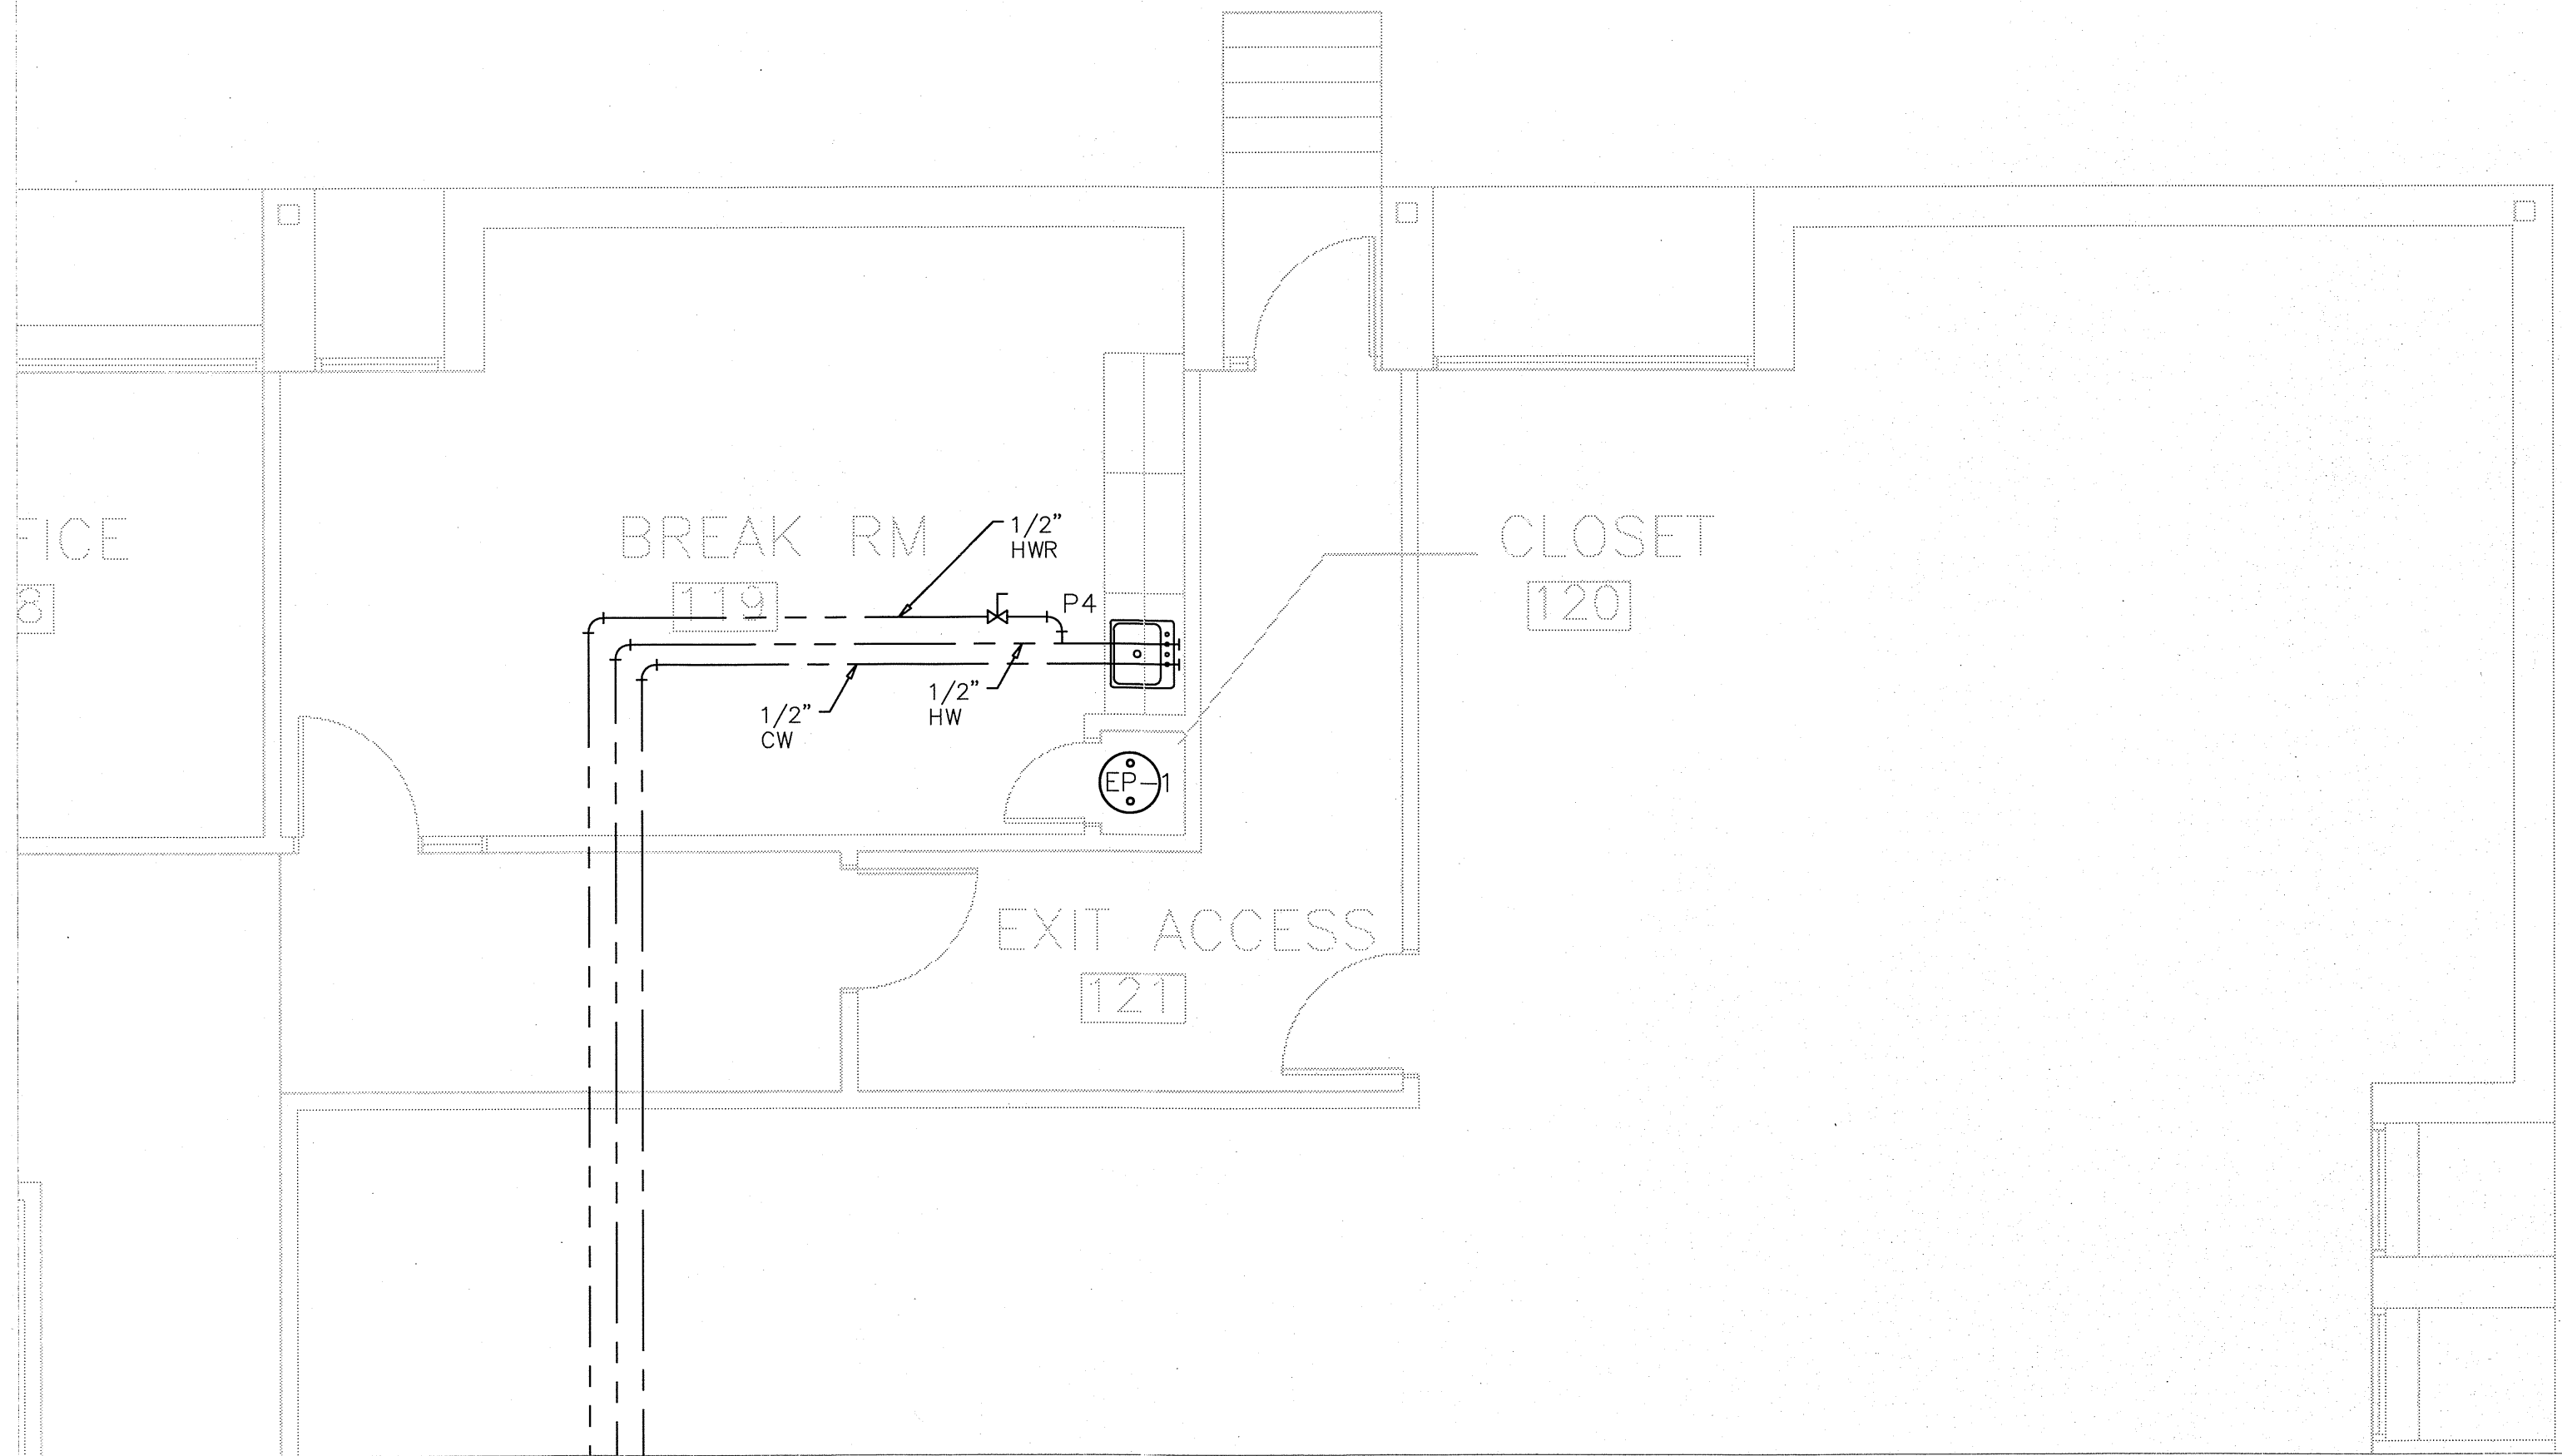 FICE
8
BREAK RM
119
1/2"
HWR
P4
1/2"
HW
1/2"
CW
CLOSET
120
EP-1
EXIT ACCESS
121